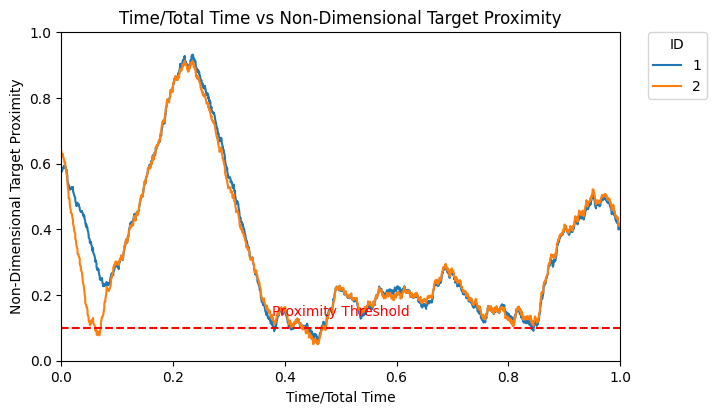 Time/Total Time vs Non-Dimensional Target Proximity
ID
1
2
Non-Dimensional Target Proximity
1.0
0.8
0.6
0.4
0.2
0.0
Proximity Threshold
0.0 0.2 0.4 0.6 0.8 1.0
Time/Total Time